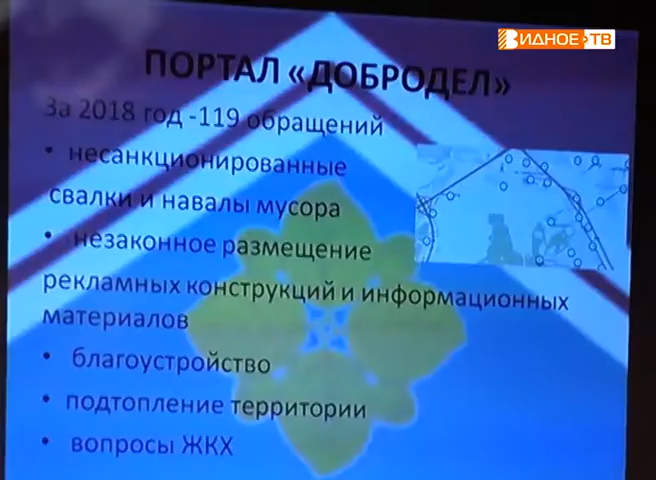 ВИДНОЕ ТВ
ПОРТАЛ «ДОБРОДЕЛ»
За 2018 год -119 обращений
• несанкционированные
свалки и навалы мусора
• незаконное размещение
рекламных конструкций и информационных
материалов
• благоустройство
• подтопление территории
• вопросы ЖКХ